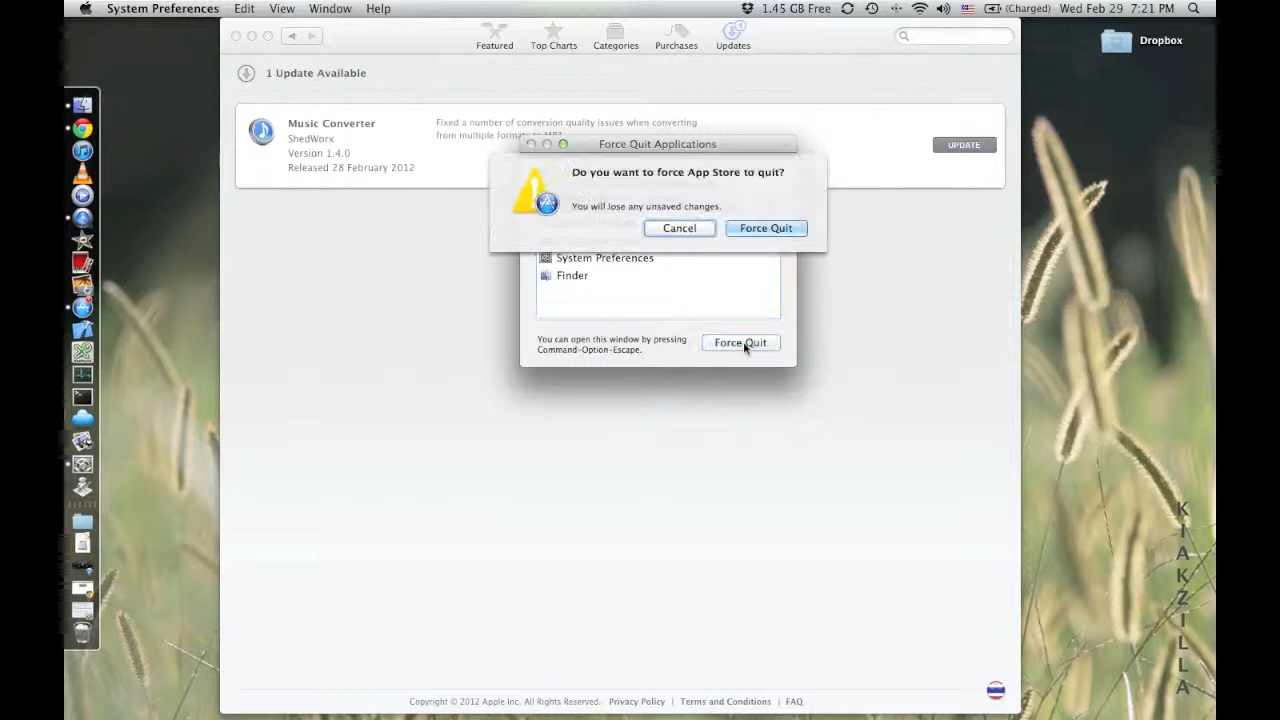 System Preferences Edit View Window Help 1.45 GB Free (Charged) Wed Feb 29 7:21 PM
Featured Top Charts Categories Purchases Updates
Dropbox
1 Update Available
Music Converter
ShedWorx
Version 1.4.0
Released 28 February 2012
Fixed a number of conversion quality issues when converting
from multiple formats to MP3
UPDATE
Force Quit Applications
Do you want to force App Store to quit?
You will lose any unsaved changes.
Cancel Force Quit
System Preferences
Finder
You can open this window by pressing
Command-Option-Escape.
Force Quit
KIAKZILLA
Copyright © 2012 Apple Inc. All Rights Reserved. Privacy Policy | Terms and Conditions | FAQ